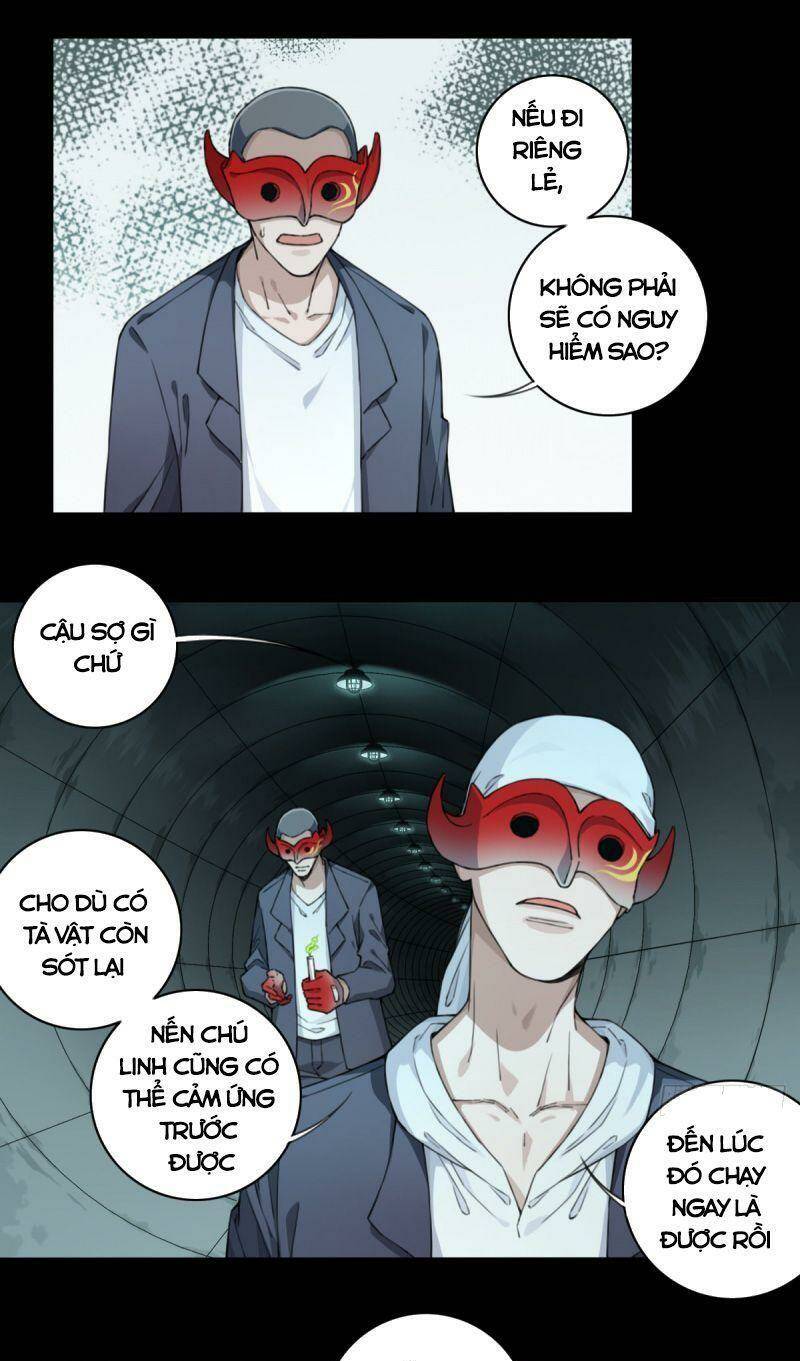 NẾU ĐI
RIÊNG
LẺ,
KHÔNG PHẢI
SẼ CÓ NGUY
HIỂM SAO?
CẬU SỢ GÌ
CHỨ
CHO DÙ CÓ
TÀ VẬT CÒN
SÓT LẠI
NẾN CHÚ
LINH CŨNG CÓ
THỂ CẢM ỨNG
TRƯỚC
ĐƯỢC
ĐẾN LÚC
ĐÓ CHẠY
NGAY LÀ
ĐƯỢC RỒI